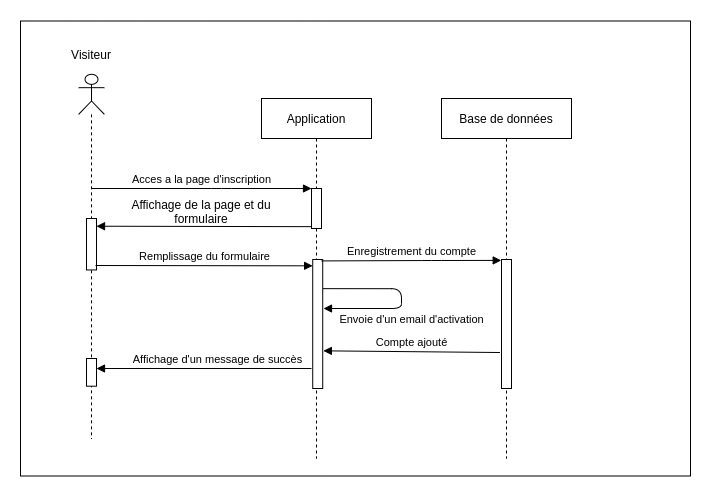 Visiteur
Application
Base de données
Acces a la page d'inscription
Affichage de la page et du
formulaire
Remplissage du formulaire
Enregistrement du compte
Envoie d'un email d'activation
Compte ajouté
Affichage d'un message de succès